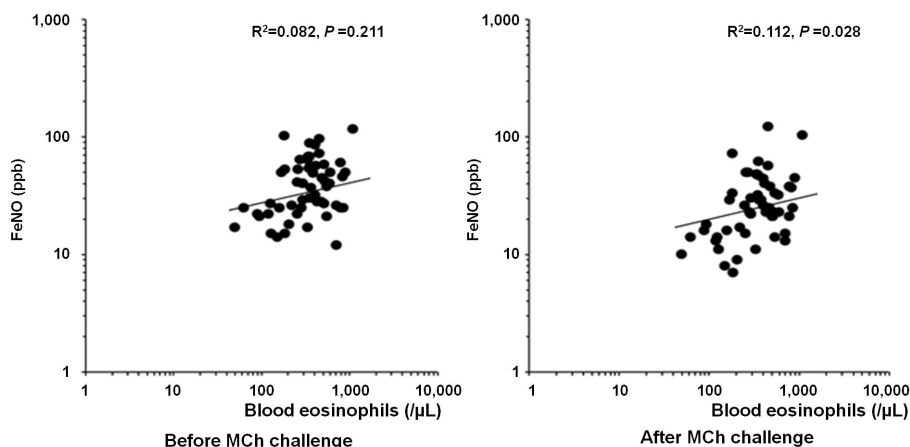 1,000
R²=0.082, P=0.211
100
FeNO (ppb)
10
1
1 10 100 1,000 10,000
Blood eosinophils (/µL)
Before MCh challenge
1,000
R²=0.112, P=0.028
100
FeNO (ppb)
10
1
1 10 100 1,000 10,000
Blood eosinophils (/µL)
After MCh challenge